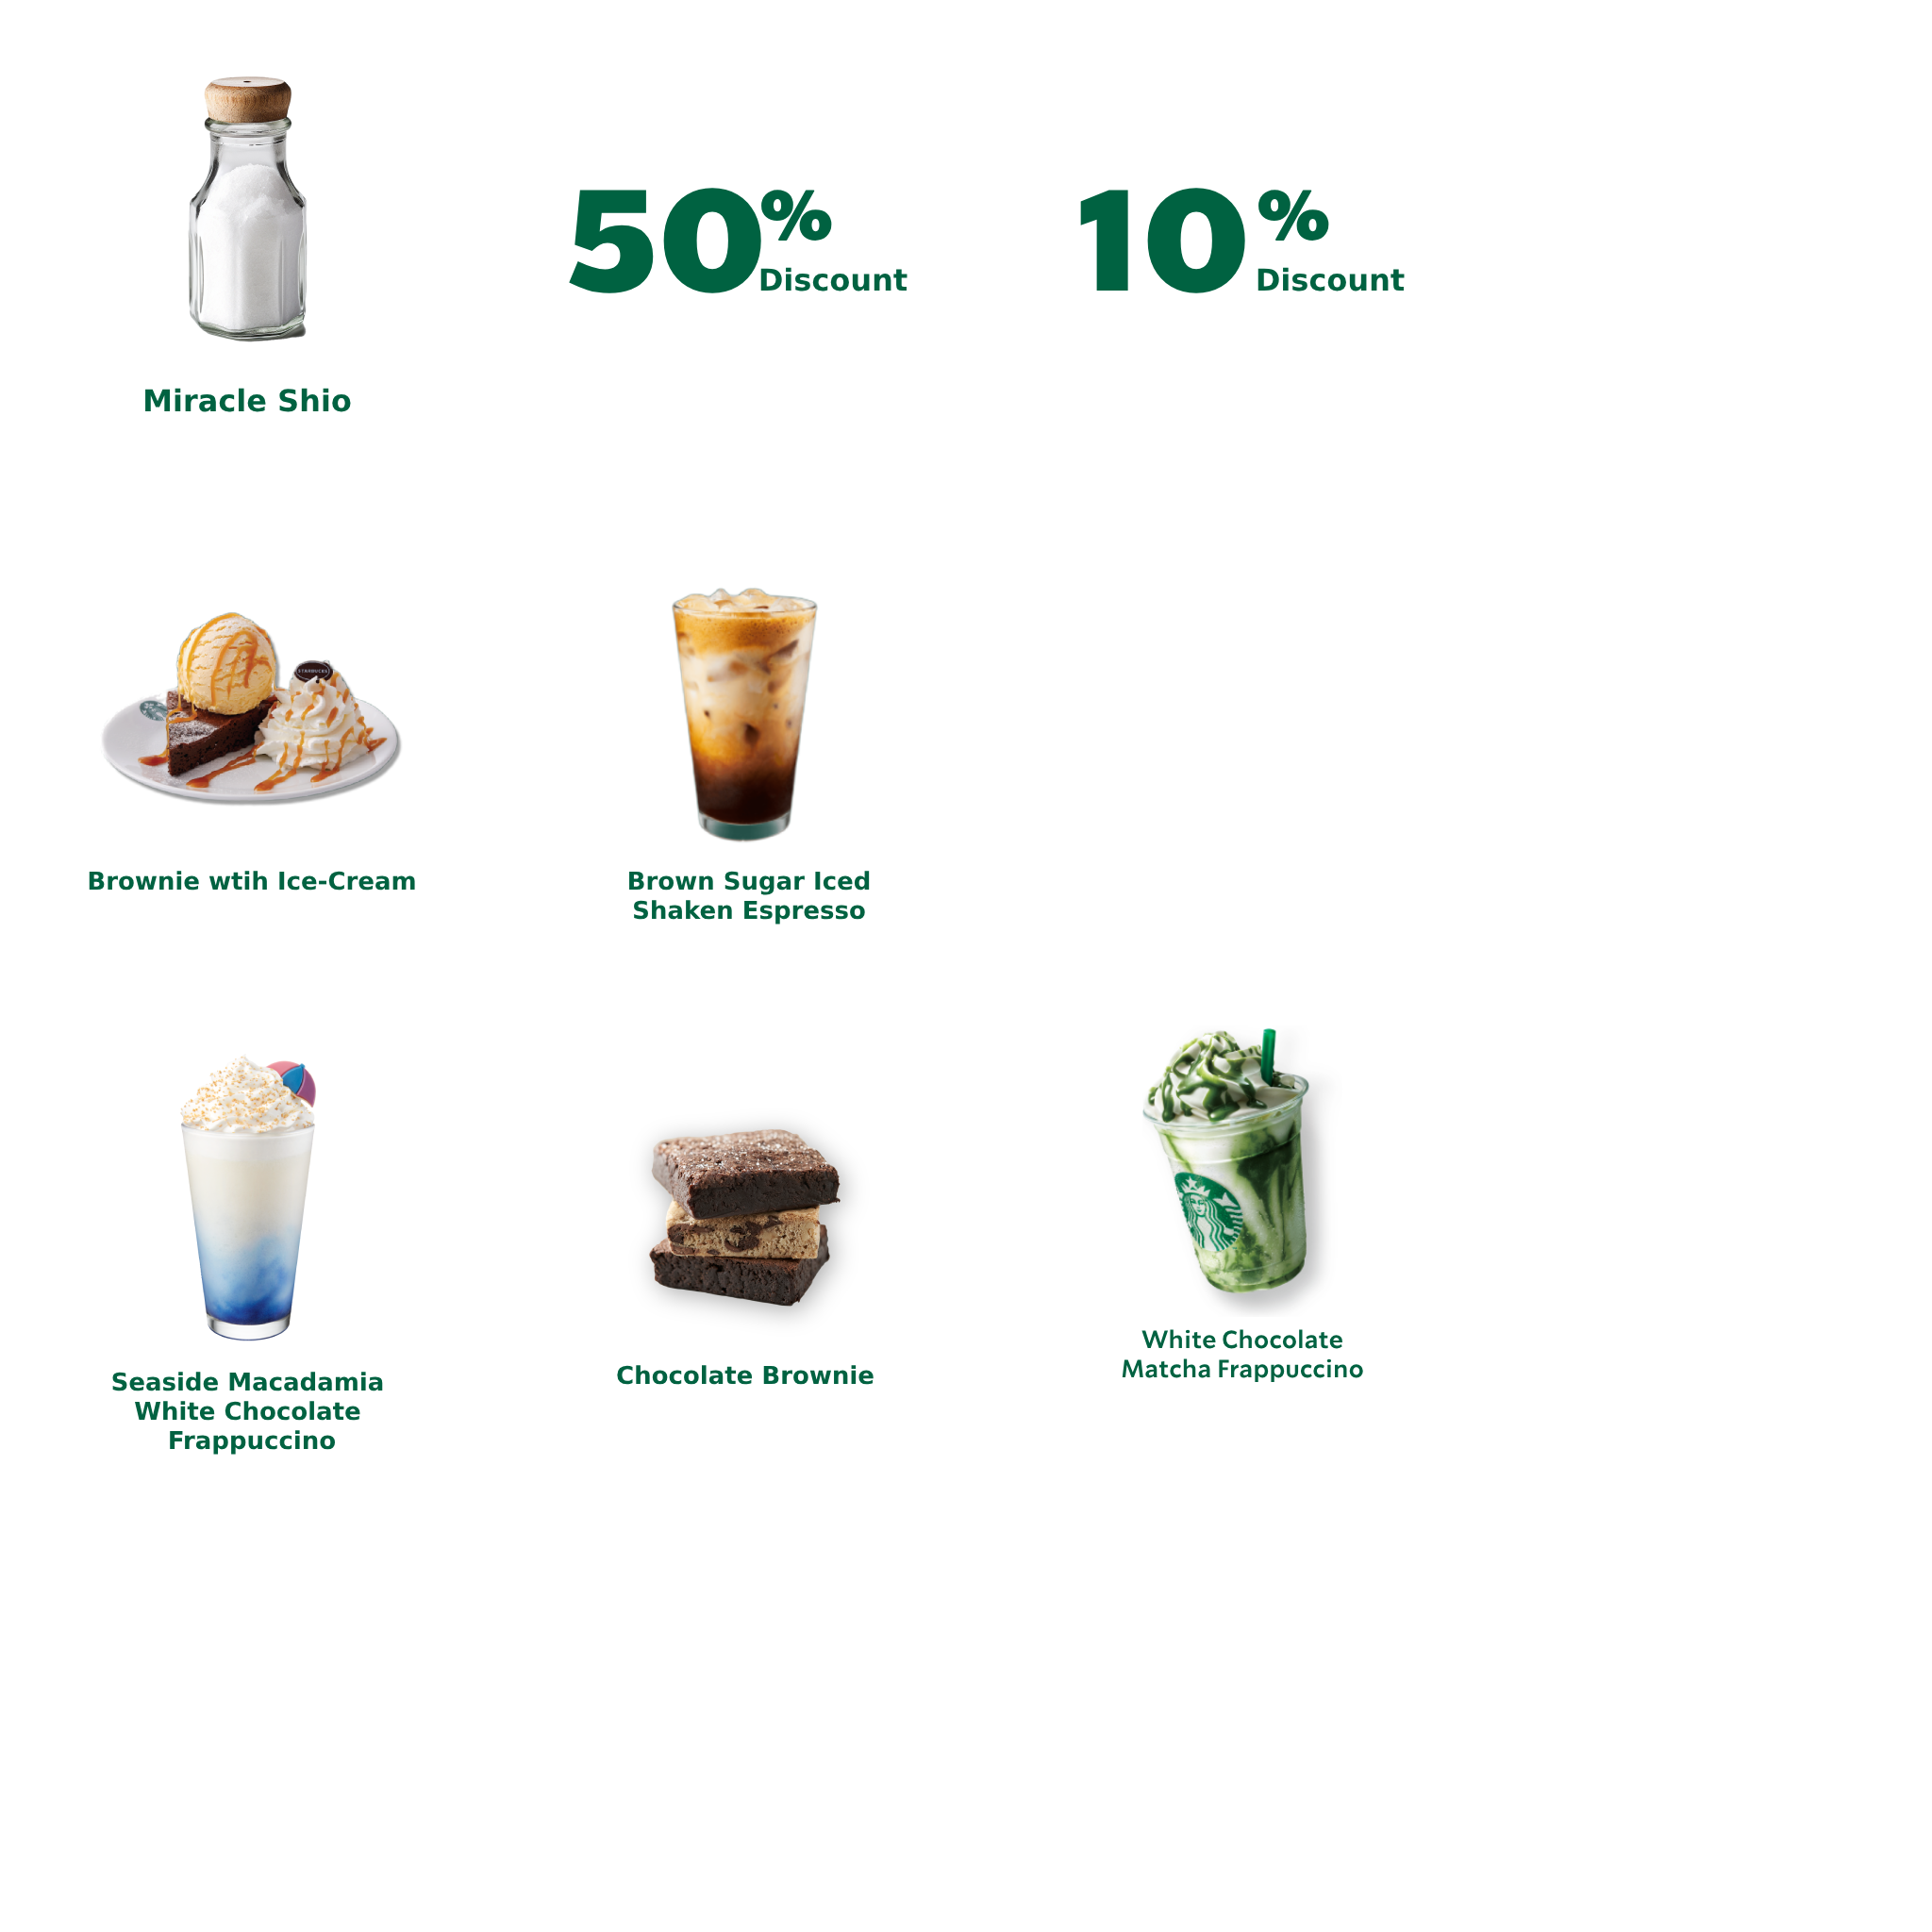 Miracle Shio
50%
Discount
10%
Discount
Brownie wtih Ice-Cream
Brown Sugar Iced
Shaken Espresso
Seaside Macadamia
White Chocolate
Frappuccino
Chocolate Brownie
White Chocolate
Matcha Frappuccino